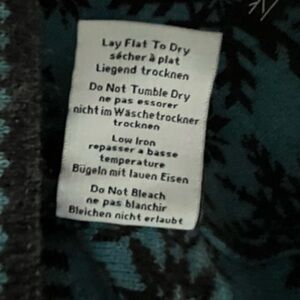 Lay Flat To Dry
sécher à plat
Liegend trocknen
Do Not Tumble Dry
ne pas essorer
nicht im Wäschetrockner
trocknen
Low Iron
repasser a basse
temperature
Bügeln mit lauen Eisen
Do Not Bleach
ne pas blanchir
Bleichen nicht erlaubt